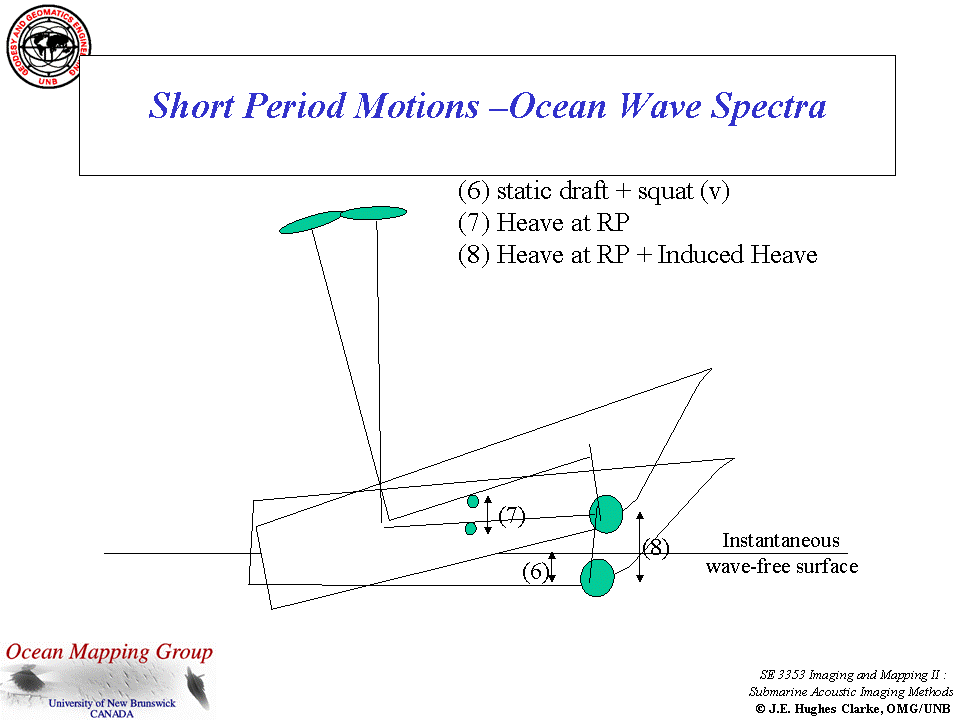 GEODESY AND GEOMATICS ENGINEERING
UNB
Short Period Motions –Ocean Wave Spectra
(6) static draft + squat (v)
(7) Heave at RP
(8) Heave at RP + Induced Heave
(7)
(8)
(6)
Instantaneous
wave-free surface
Ocean Mapping Group
University of New Brunswick
CANADA
SE 3353 Imaging and Mapping II :
Submarine Acoustic Imaging Methods
© J.E. Hughes Clarke, OMG/UNB